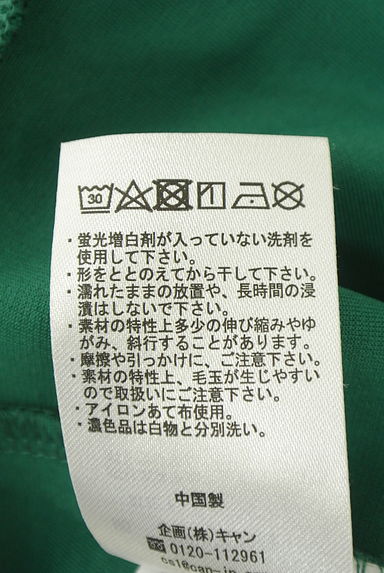 30
・蛍光増白剤が入っていない洗剤を
使用して下さい。
・形をととのえてから干して下さい。
・濡れたままの放置や、長時間の浸
漬はしないで下さい。
・素材の特性上多少の伸び縮みやゆ
がみ、斜行することがあります。
・摩擦や引っかけに、ご注意下さい。
・素材の特性上、毛玉が生じやすい
ので取扱いにご注意下さい。
・アイロンあて布使用。
・濃色品は白物と分別洗い。
中国製
企画(株)キャン
0120-112961